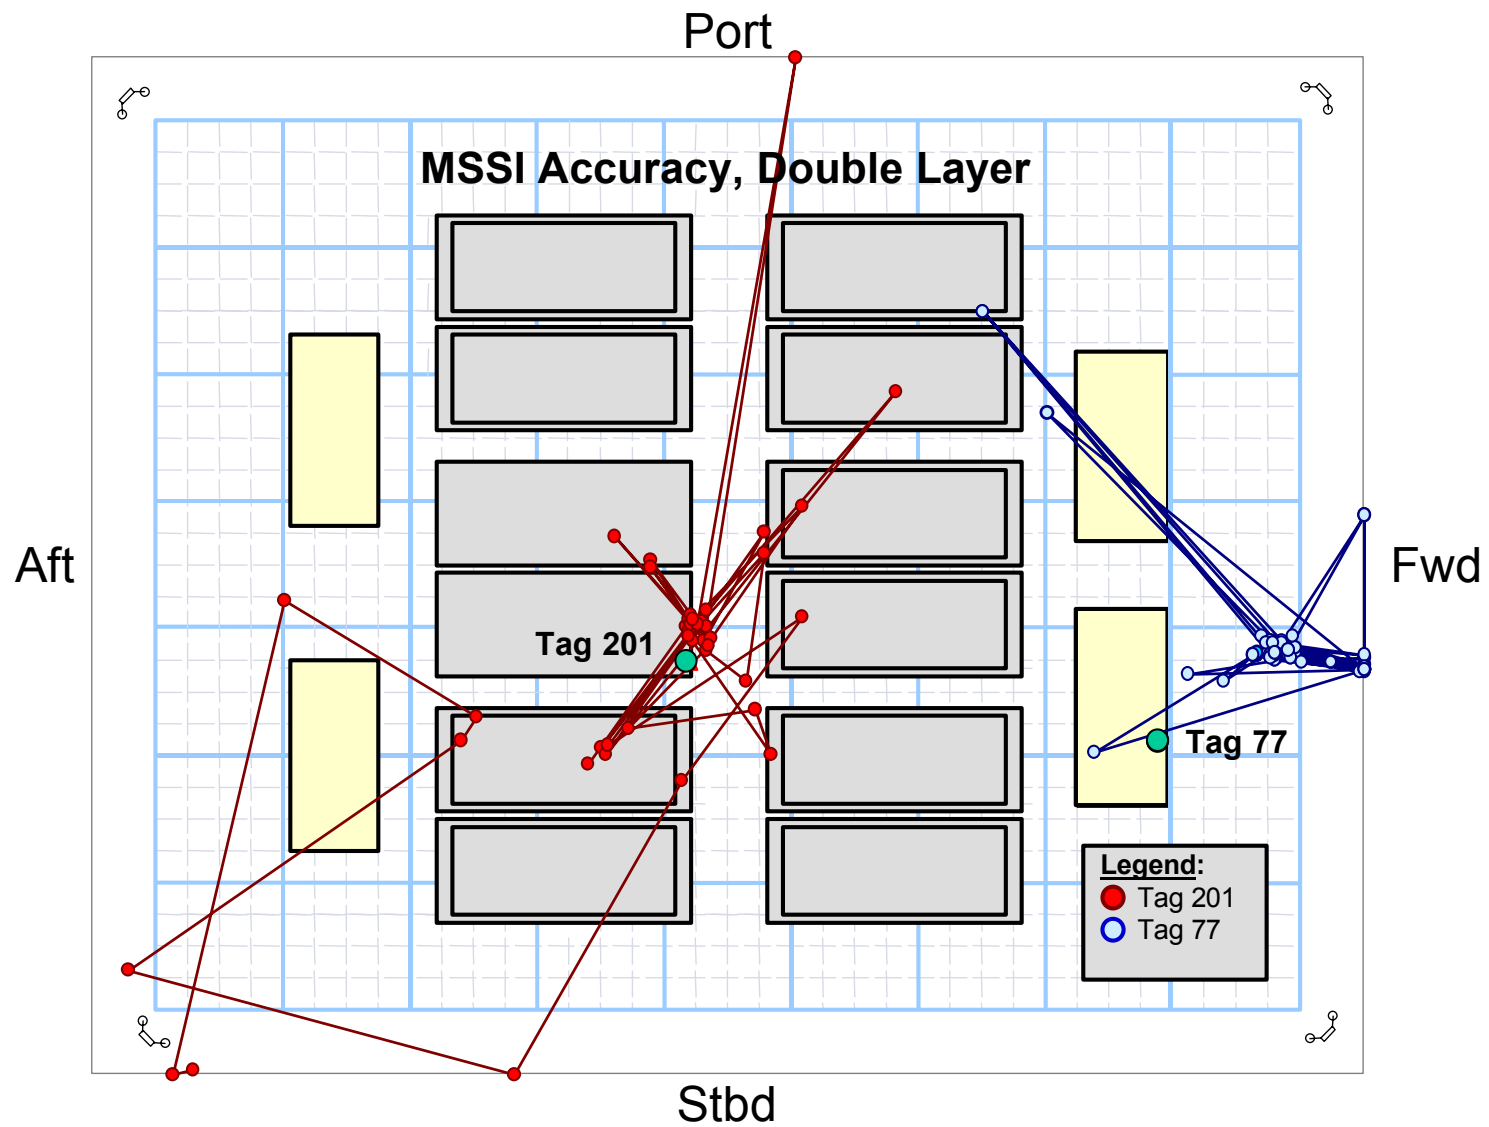 Port
MSSI Accuracy, Double Layer
Aft
Fwd
Tag 201
Tag 77
Legend:
Tag 201
Tag 77
Stbd